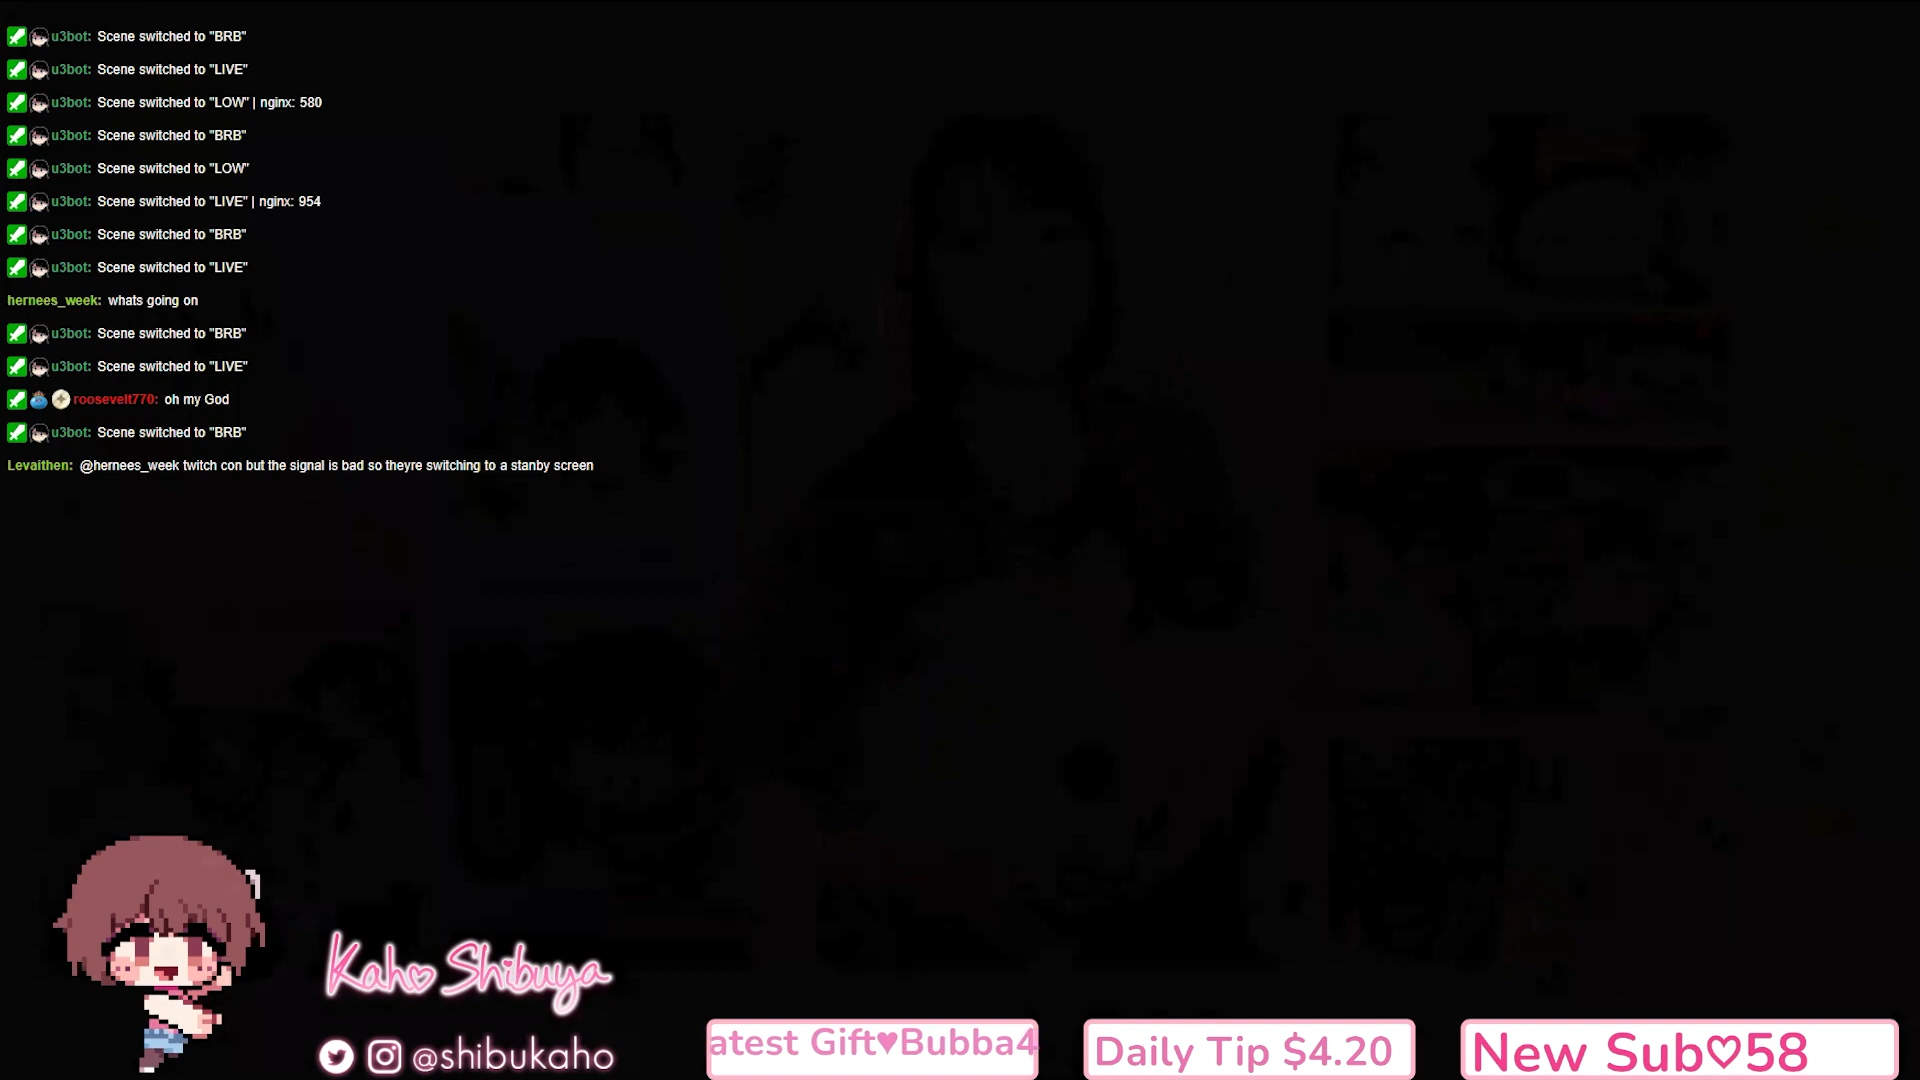 u3bot: Scene switched to "BRB"
u3bot: Scene switched to "LIVE"
u3bot: Scene switched to "LOW" | nginx: 580
u3bot: Scene switched to "BRB"
u3bot: Scene switched to "LOW"
u3bot: Scene switched to "LIVE" | nginx: 954
u3bot: Scene switched to "BRB"
u3bot: Scene switched to "LIVE"
hernees_week: whats going on
u3bot: Scene switched to "BRB"
u3bot: Scene switched to "LIVE"
roosevelt770: oh my God
u3bot: Scene switched to "BRB"
Levaithen: @hernees_week twitch con but the signal is bad so theyre switching to a stanby screen
Kaho Shibuya
@shibukaho
atest Gift♥Bubba4
Daily Tip $4.20
New Sub♡58